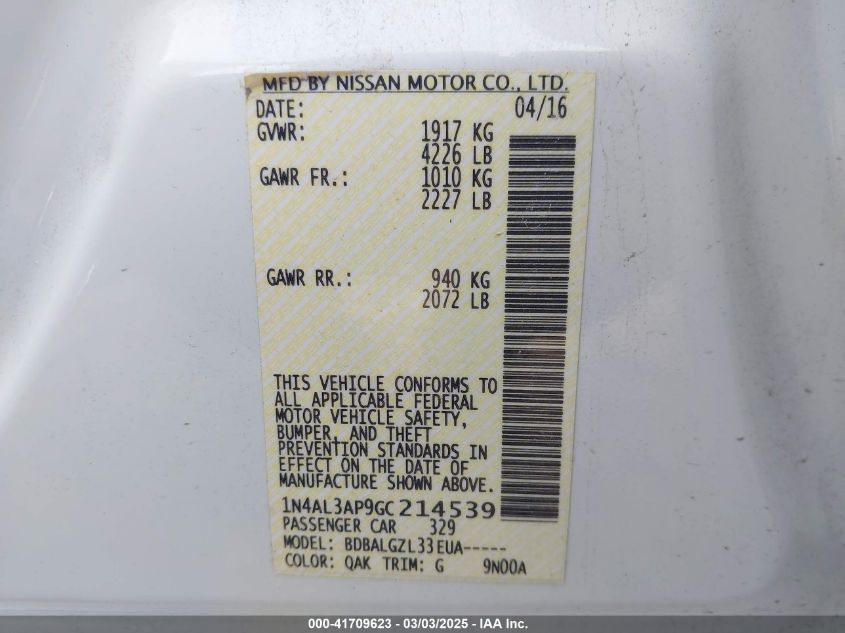 MFD BY NISSAN MOTOR CO., LTD.
DATE: 04/16
GVWR: 1917 KG
4226 LB
GAWR FR.: 1010 KG
2227 LB
GAWR RR.: 940 KG
2072 LB
THIS VEHICLE CONFORMS TO
ALL APPLICABLE FEDERAL
MOTOR VEHICLE SAFETY,
BUMPER, AND THEFT
PREVENTION STANDARDS IN
EFFECT ON THE DATE OF
MANUFACTURE SHOWN ABOVE.
1N4AL3AP9GC214539
PASSENGER CAR 329
MODEL: BDBALGZL33EUA-----
COLOR: QAK TRIM: G 9N00A
000-41709623 - 03/03/2025 - IAA Inc.